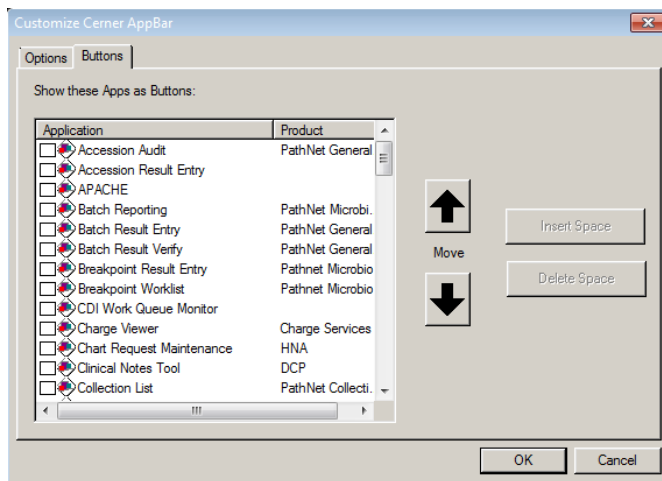 Customize Cerner AppBar
Options Buttons
Show these Apps as Buttons:
Application Product
Accession Audit PathNet General
Accession Result Entry
APACHE
Batch Reporting PathNet Microbi.
Batch Result Entry PathNet General
Batch Result Verify PathNet General
Breakpoint Result Entry Pathnet Microbio
Breakpoint Worklist Pathnet Microbio
CDI Work Queue Monitor
Charge Viewer Charge Services
Chart Request Maintenance HNA
Clinical Notes Tool DCP
Collection List PathNet Collecti.
Move
Insert Space
Delete Space
OK Cancel